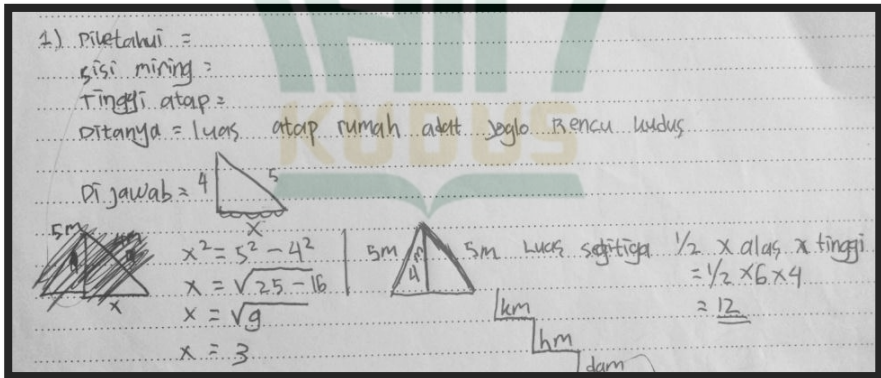 1) Diketahui =
sisi miring =
Tinggi atap =
Ditanya = luas atap rumah adat joglo Pencu kudus
Di jawab = 4 5
x
5m 4 x
x² = 5² - 4²
x = √25 - 16
x = √9
x = 3
5m 4m 5m
Luas segitiga 1/2 x alas x tinggi
= 1/2 x 6 x 4
= 12
km
hm
dam
KUDUS